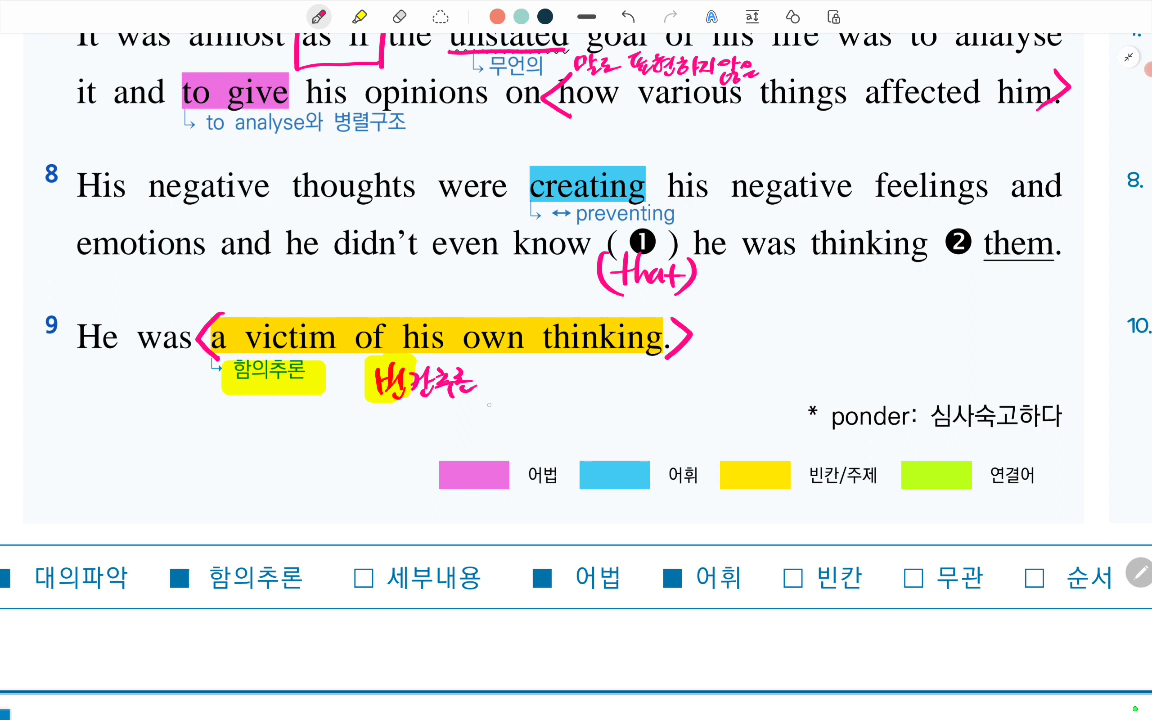 It was almost as if the unstated goal of his life was to analyse
무언의 말로 표현하지않은
it and to give his opinions on how various things affected him.
to analyse와 병렬구조
8 His negative thoughts were creating his negative feelings and
8.
↔ preventing
emotions and he didn't even know ( ❶ ) he was thinking ❷ them.
(that)
9 He was a victim of his own thinking.
10.
함의추론 빈칸추론
* ponder: 심사숙고하다
어법 어휘 빈칸/주제 연결어
■ 대의파악 ■ 함의추론 □ 세부내용 ■ 어법 ■ 어휘 □ 빈칸 □ 무관 □ 순서